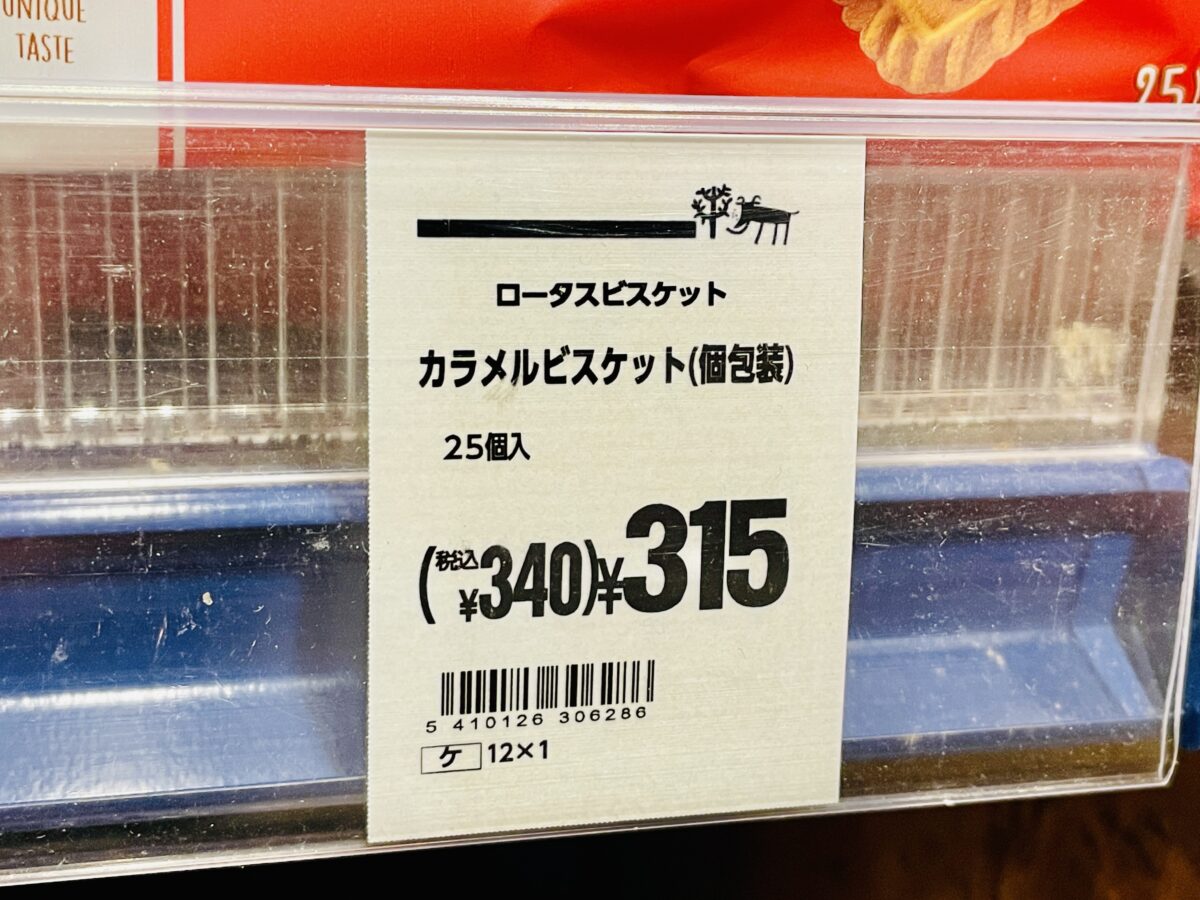 UNIQUE
TASTE
25
ロータスビスケット
カラメルビスケット(個包装)
25個入
(税込¥340)¥315
5 410126 306286
ケ 12×1